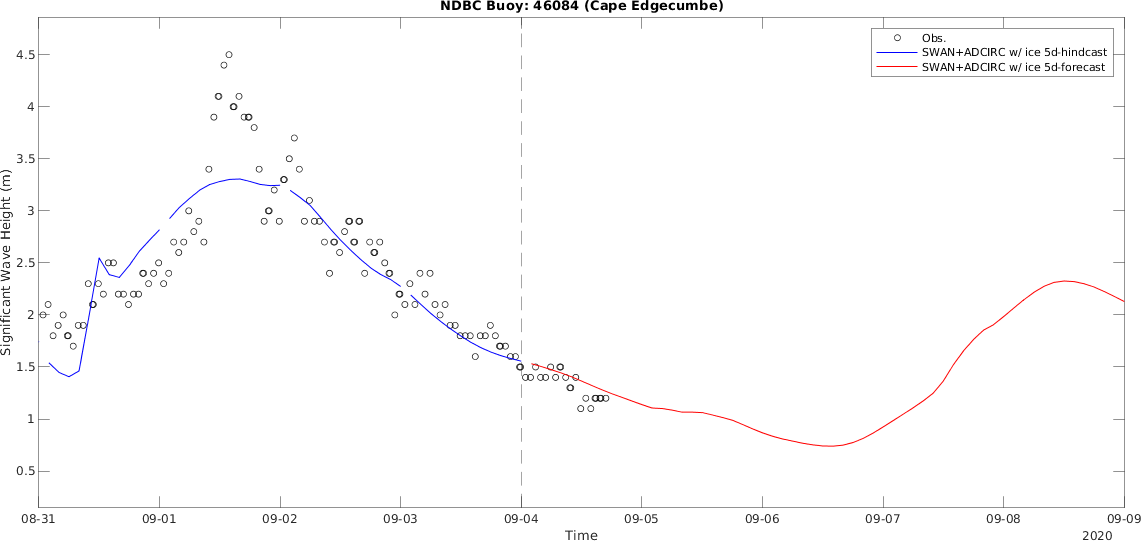 NDBC Buoy: 46084 (Cape Edgecumbe)
Obs.
SWAN+ADCIRC w/ ice 5d-hindcast
SWAN+ADCIRC w/ ice 5d-forecast
Significant Wave Height (m)
4.5
4
3.5
3
2.5
2
1.5
1
0.5
08-31 09-01 09-02 09-03 09-04 09-05 09-06 09-07 09-08 09-09
Time
2020